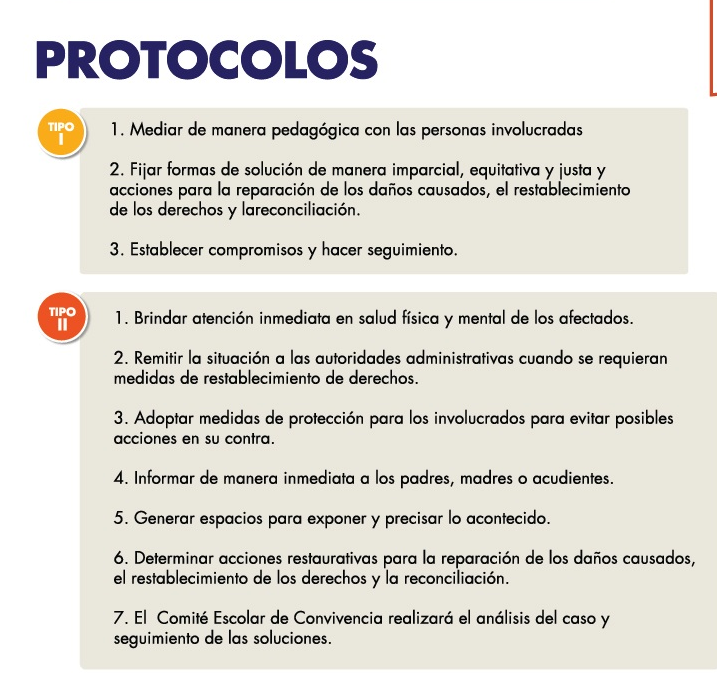 PROTOCOLOS
TIPO
I
1. Mediar de manera pedagógica con las personas involucradas
2. Fijar formas de solución de manera imparcial, equitativa y justa y
acciones para la reparación de los daños causados, el restablecimiento
de los derechos y lareconciliación.
3. Establecer compromisos y hacer seguimiento.
TIPO
II
1. Brindar atención inmediata en salud física y mental de los afectados.
2. Remitir la situación a las autoridades administrativas cuando se requieran
medidas de restablecimiento de derechos.
3. Adoptar medidas de protección para los involucrados para evitar posibles
acciones en su contra.
4. Informar de manera inmediata a los padres, madres o acudientes.
5. Generar espacios para exponer y precisar lo acontecido.
6. Determinar acciones restaurativas para la reparación de los daños causados,
el restablecimiento de los derechos y la reconciliación.
7. El  Comité Escolar de Convivencia realizará el análisis del caso y
seguimiento de las soluciones.